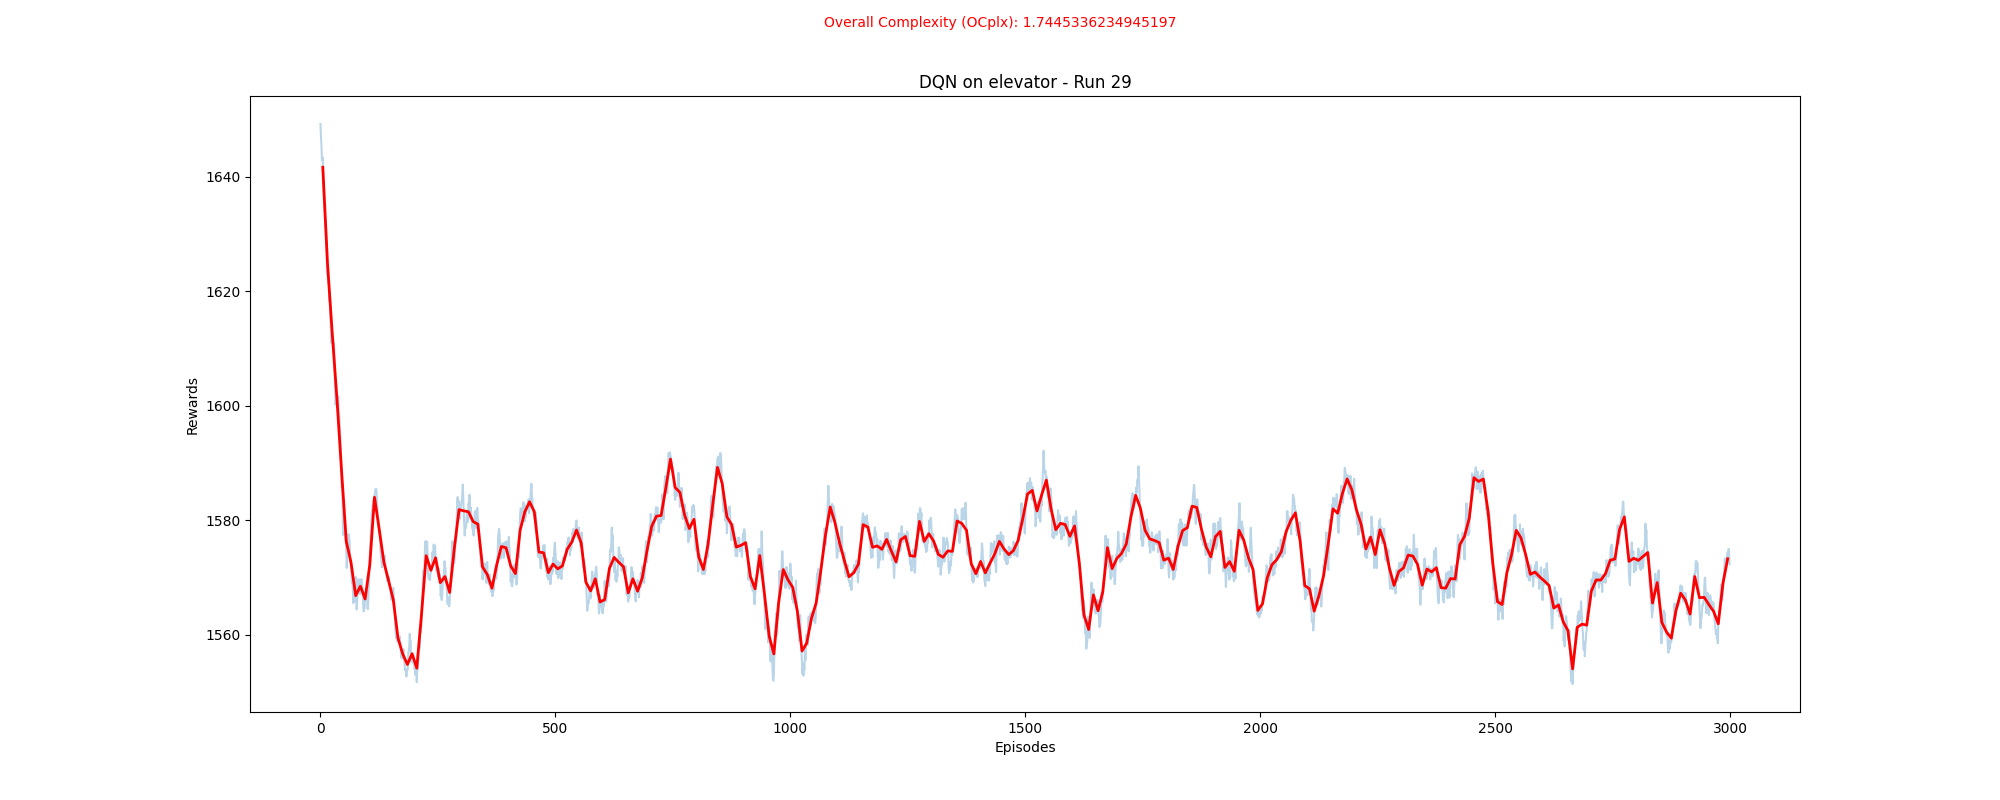 Overall Complexity (OCplx): 1.7445336234945197
DQN on elevator - Run 29
Rewards
1640
1620
1600
1580
1560
0 500 1000 1500 2000 2500 3000
Episodes